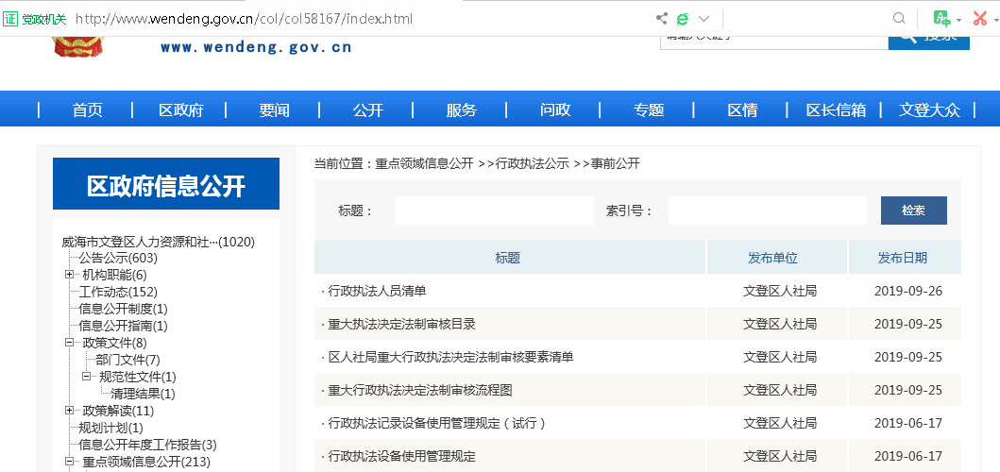 证 党政机关 http://www.wendeng.gov.cn/col/col58167/index.html
www.wendeng.gov.cn
搜索
首页 区政府 要闻 公开 服务 问政 专题 区情 区长信箱 文登大众
区政府信息公开
威海市文登区人力资源和社···(1020)
公告公示(603)
机构职能(6)
工作动态(152)
信息公开制度(1)
信息公开指南(1)
政策文件(8)
部门文件(7)
规范性文件(1)
清理结果(1)
政策解读(11)
规划计划(1)
信息公开年度工作报告(3)
重点领域信息公开(213)
当前位置：重点领域信息公开 >>行政执法公示 >>事前公开
标题： 索引号： 检索
标题 发布单位 发布日期
· 行政执法人员清单 文登区人社局 2019-09-26
· 重大执法决定法制审核目录 文登区人社局 2019-09-25
· 区人社局重大行政执法决定法制审核要素清单 文登区人社局 2019-09-25
· 重大行政执法决定法制审核流程图 文登区人社局 2019-09-25
· 行政执法记录设备使用管理规定（试行） 文登区人社局 2019-06-17
· 行政执法设备使用管理规定 文登区人社局 2019-06-17